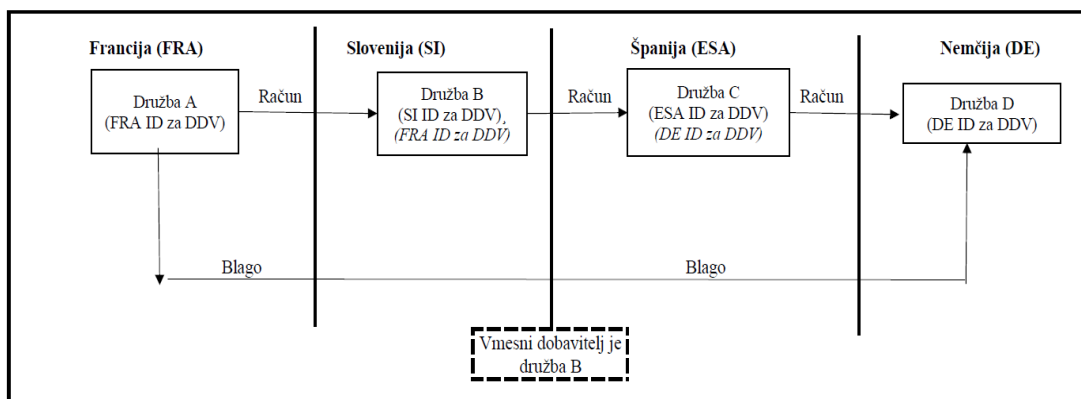 Francija (FRA)
Slovenija (SI)
Španija (ESA)
Nemčija (DE)
Družba A
(FRA ID za DDV)
Račun
Družba B
(SI ID za DDV),
(FRA ID za DDV)
Račun
Družba C
(ESA ID za DDV)
(DE ID za DDV)
Račun
Družba D
(DE ID za DDV)
Blago
Blago
Vmesni dobavitelj je
družba B